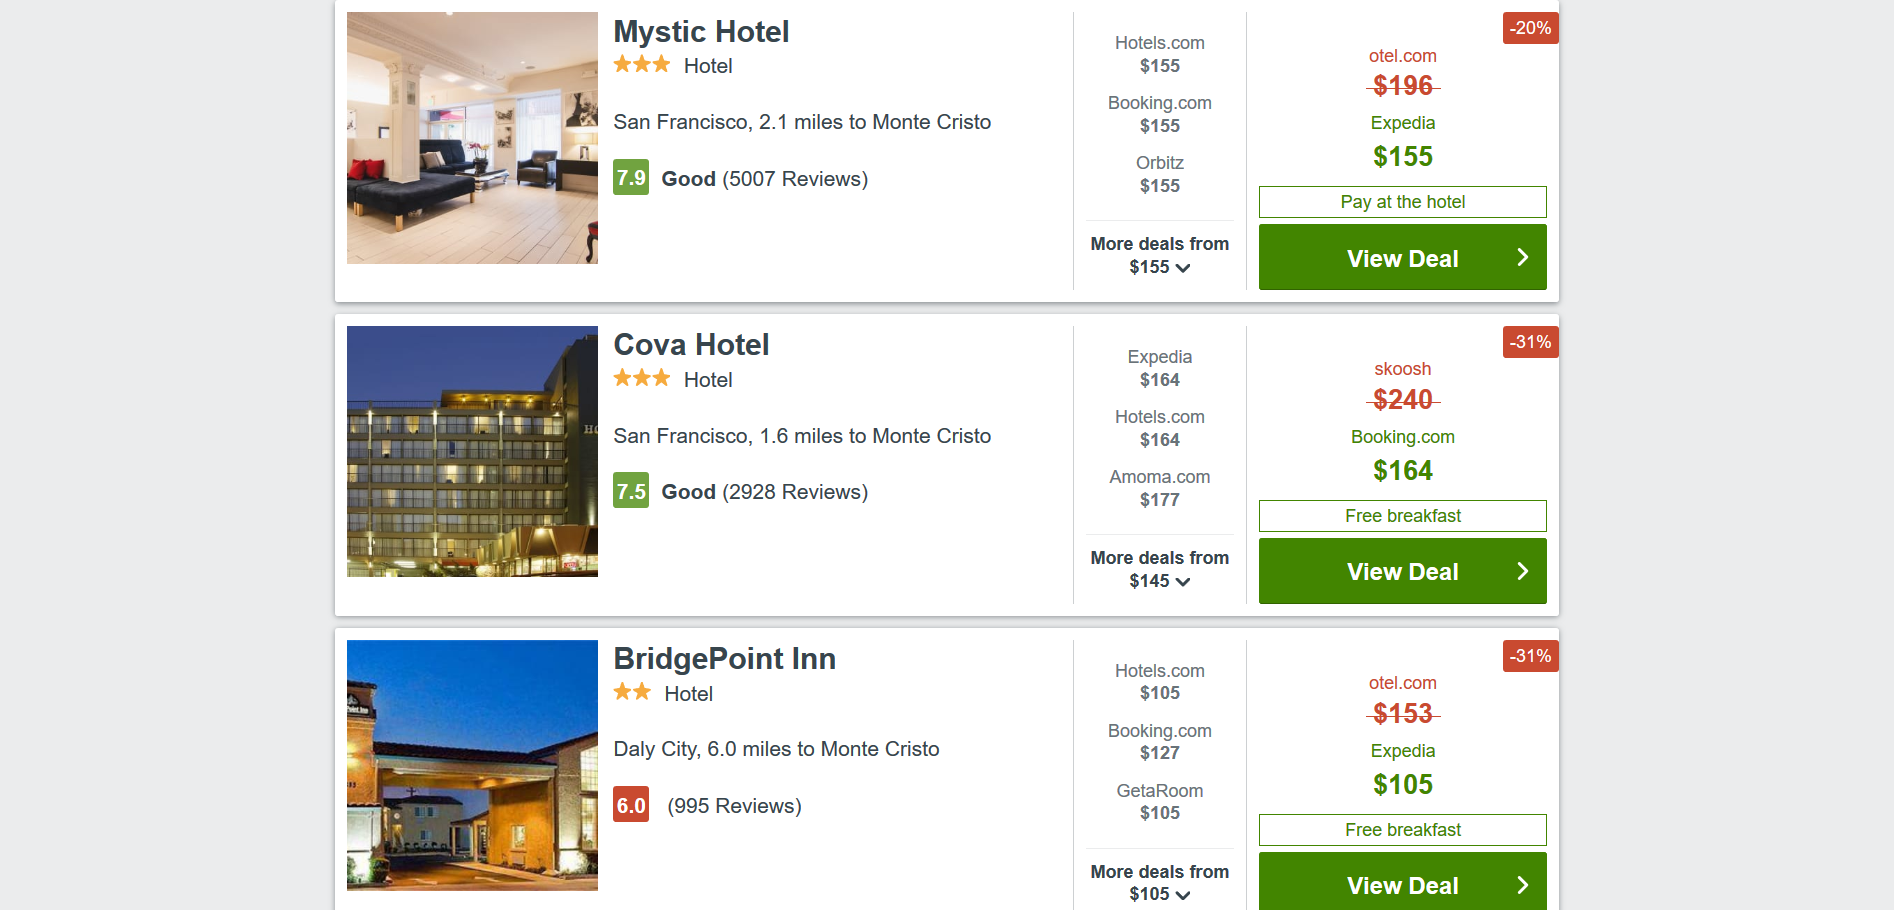 Mystic Hotel
Hotel
San Francisco, 2.1 miles to Monte Cristo
7.9 Good (5007 Reviews)
Hotels.com
$155
Booking.com
$155
Orbitz
$155
More deals from
$155
-20%
otel.com
$196
Expedia
$155
Pay at the hotel
View Deal
Cova Hotel
Hotel
San Francisco, 1.6 miles to Monte Cristo
7.5 Good (2928 Reviews)
Expedia
$164
Hotels.com
$164
Amoma.com
$177
More deals from
$145
-31%
skoosh
$240
Booking.com
$164
Free breakfast
View Deal
BridgePoint Inn
Hotel
Daly City, 6.0 miles to Monte Cristo
6.0 (995 Reviews)
Hotels.com
$105
Booking.com
$127
GetaRoom
$105
More deals from
$105
-31%
otel.com
$153
Expedia
$105
Free breakfast
View Deal